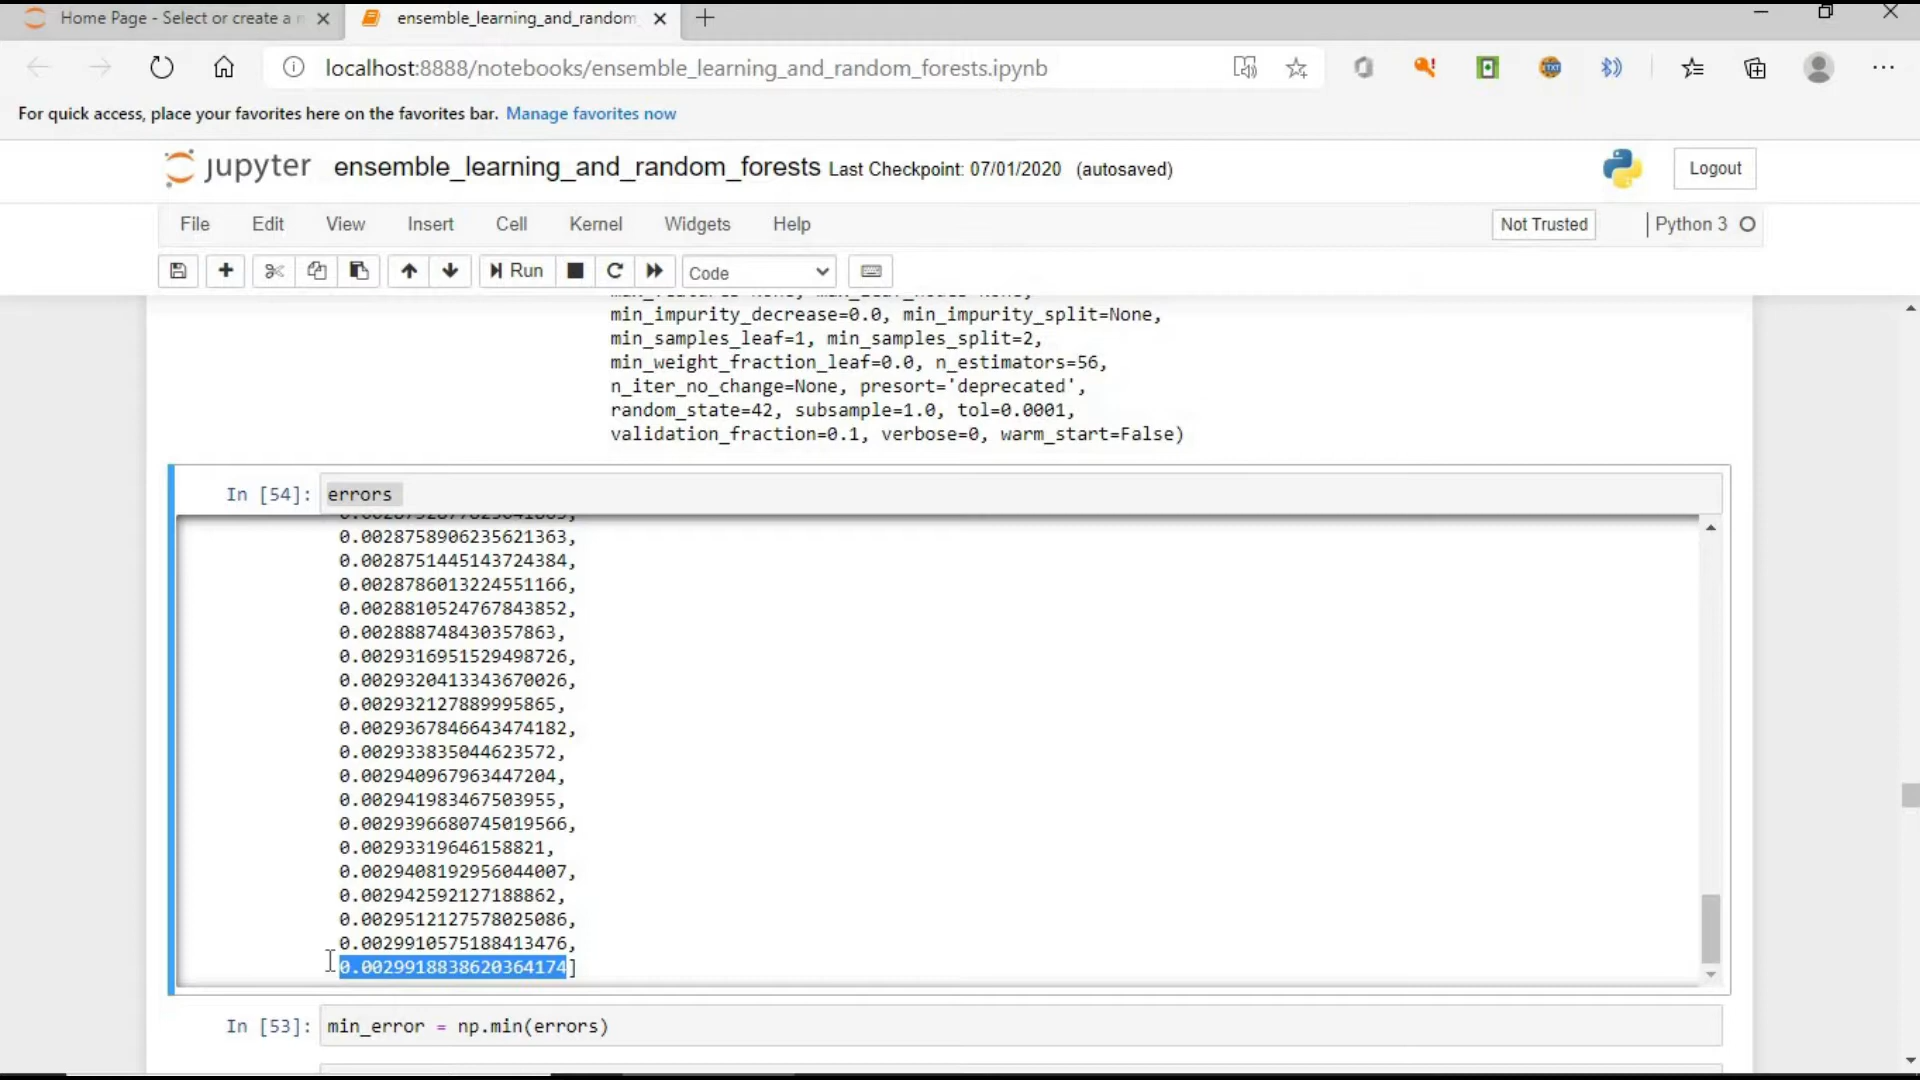 Home Page - Select or create a n
ensemble_learning_and_random
localhost:8888/notebooks/ensemble_learning_and_random_forests.ipynb
For quick access, place your favorites here on the favorites bar. Manage favorites now
jupyter ensemble_learning_and_random_forests Last Checkpoint: 07/01/2020 (autosaved)
Logout
File Edit View Insert Cell Kernel Widgets Help
Not Trusted
Python 3
Run
Code
min_impurity_decrease=0.0, min_impurity_split=None,
min_samples_leaf=1, min_samples_split=2,
min_weight_fraction_leaf=0.0, n_estimators=56,
n_iter_no_change=None, presort='deprecated',
random_state=42, subsample=1.0, tol=0.0001,
validation_fraction=0.1, verbose=0, warm_start=False)
In [54]: errors
0.0028758906235621363,
0.0028751445143724384,
0.0028786013224551166,
0.002881052476784​3852,
0.002888748430357863,
0.0029316951529498726,
0.0029320413343670026,
0.002932127889995865,
0.0029367846643474182,
0.002933835044623572,
0.002940967963447204,
0.002941983467503955,
0.0029396680745019566,
0.002933196461588​21,
0.0029408192956044007,
0.002942592127188862,
0.0029512127578025086,
0.0029910575188413476,
0.0029918838620364174]
In [53]: min_error = np.min(errors)